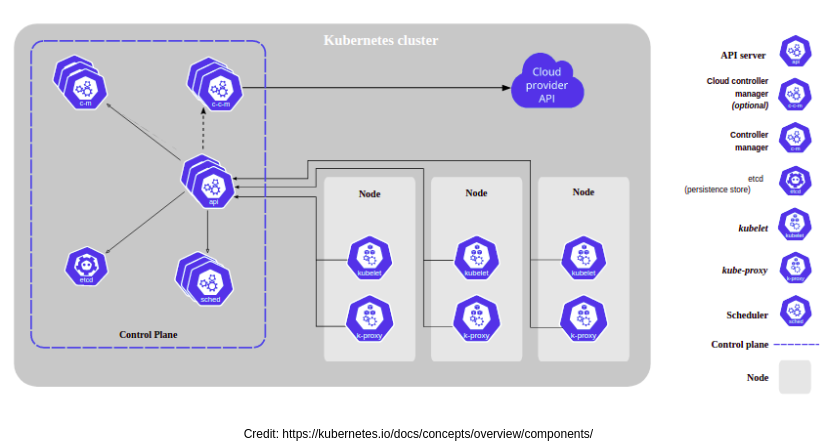 Kubernetes cluster
c-m
c-c-m
Cloud
provider
API
api
etcd
sched
Control Plane
Node
kubelet
k-proxy
Node
kubelet
k-proxy
Node
kubelet
k-proxy
API server
api
Cloud controller
manager
(optional)
c-c-m
Controller
manager
c-m
etcd
(persistence store)
etcd
kubelet
kubelet
kube-proxy
k-proxy
Scheduler
sched
Control plane
Node
Credit: https://kubernetes.io/docs/concepts/overview/components/